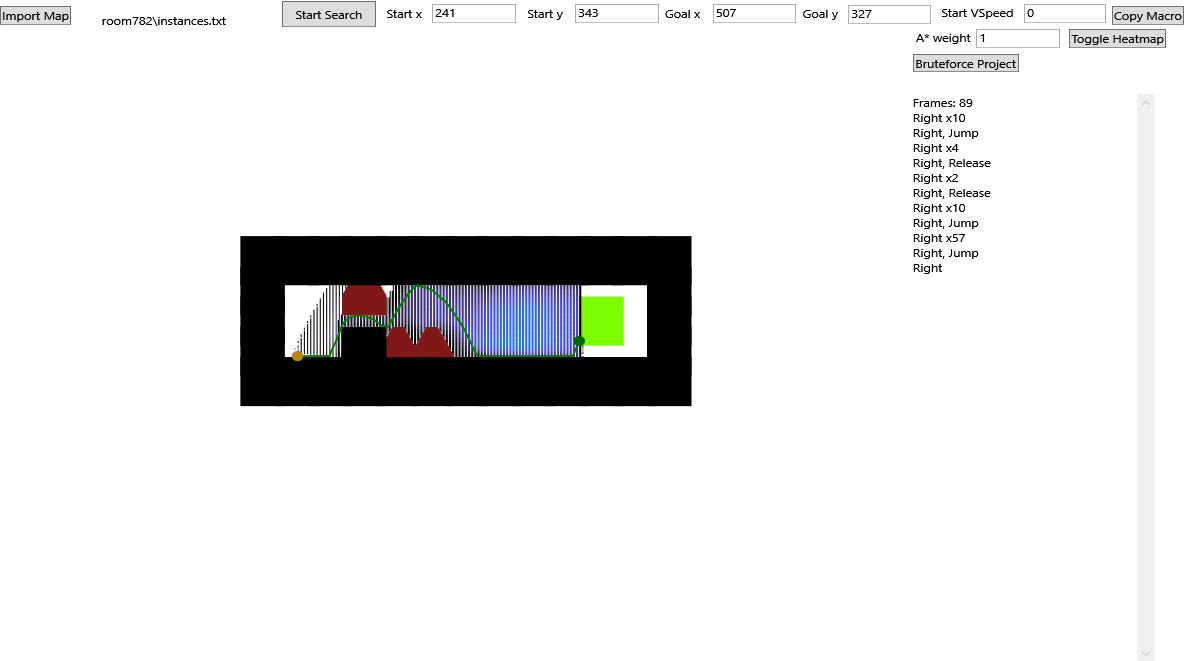 Import Map
room782\instances.txt
Start Search
Start x 241
Start y 343
Goal x 507
Goal y 327
Start VSpeed 0
Copy Macro
A* weight 1
Toggle Heatmap
Bruteforce Project
Frames: 89
Right x10
Right, Jump
Right x4
Right, Release
Right x2
Right, Release
Right x10
Right, Jump
Right x57
Right, Jump
Right